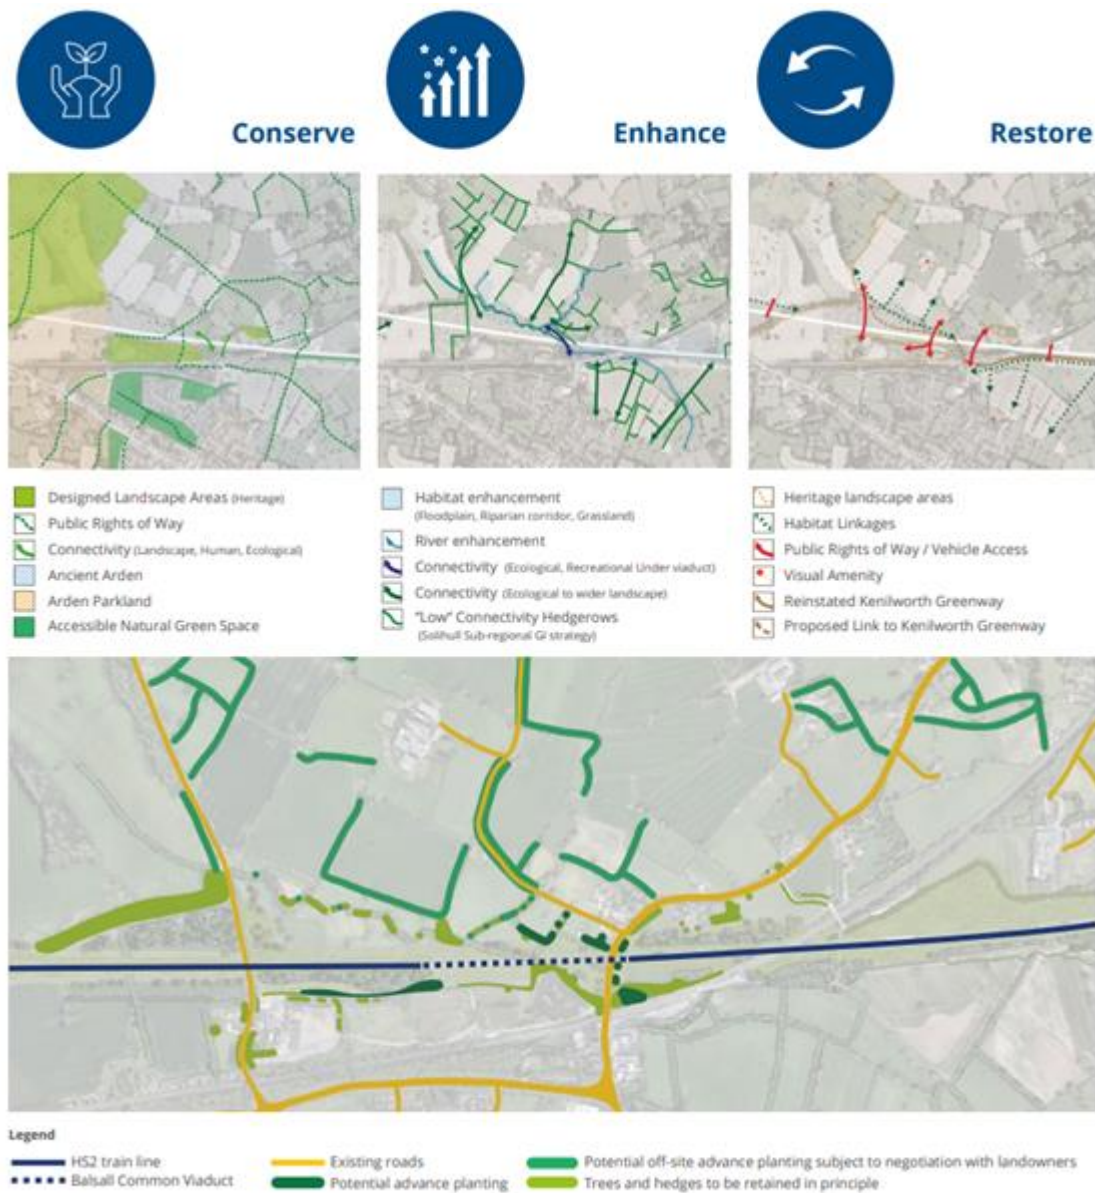 Conserve
Enhance
Restore
Designed Landscape Areas (Heritage)
Public Rights of Way
Connectivity (Landscape, Human, Ecological)
Ancient Arden
Arden Parkland
Accessible Natural Green Space
Habitat enhancement
(Floodplain, Riparian corridor, Grassland)
River enhancement
Connectivity (Ecological, Recreational Under viaduct)
Connectivity (Ecological to wider landscape)
"Low" Connectivity Hedgerows
(Solihull Sub-regional GI strategy)
Heritage landscape areas
Habitat Linkages
Public Rights of Way / Vehicle Access
Visual Amenity
Reinstated Kenilworth Greenway
Proposed Link to Kenilworth Greenway
Legend
HS2 train line
Balsall Common Viaduct
Existing roads
Potential advance planting
Potential off-site advance planting subject to negotiation with landowners
Trees and hedges to be retained in principle